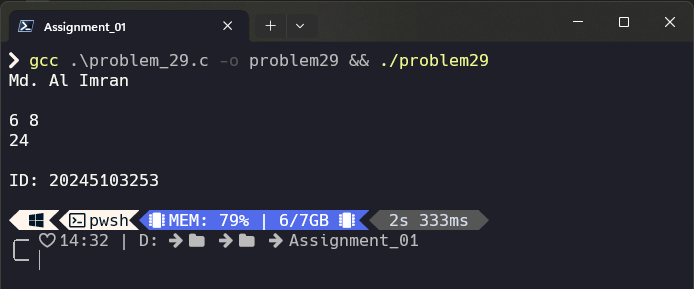 Assignment_01
❯ gcc .\problem_29.c -o problem29 && ./problem29
Md. Al Imran
6 8
24
ID: 20245103253
pwsh MEM: 79% | 6/7GB 2s 333ms
14:32 | D: Assignment_01